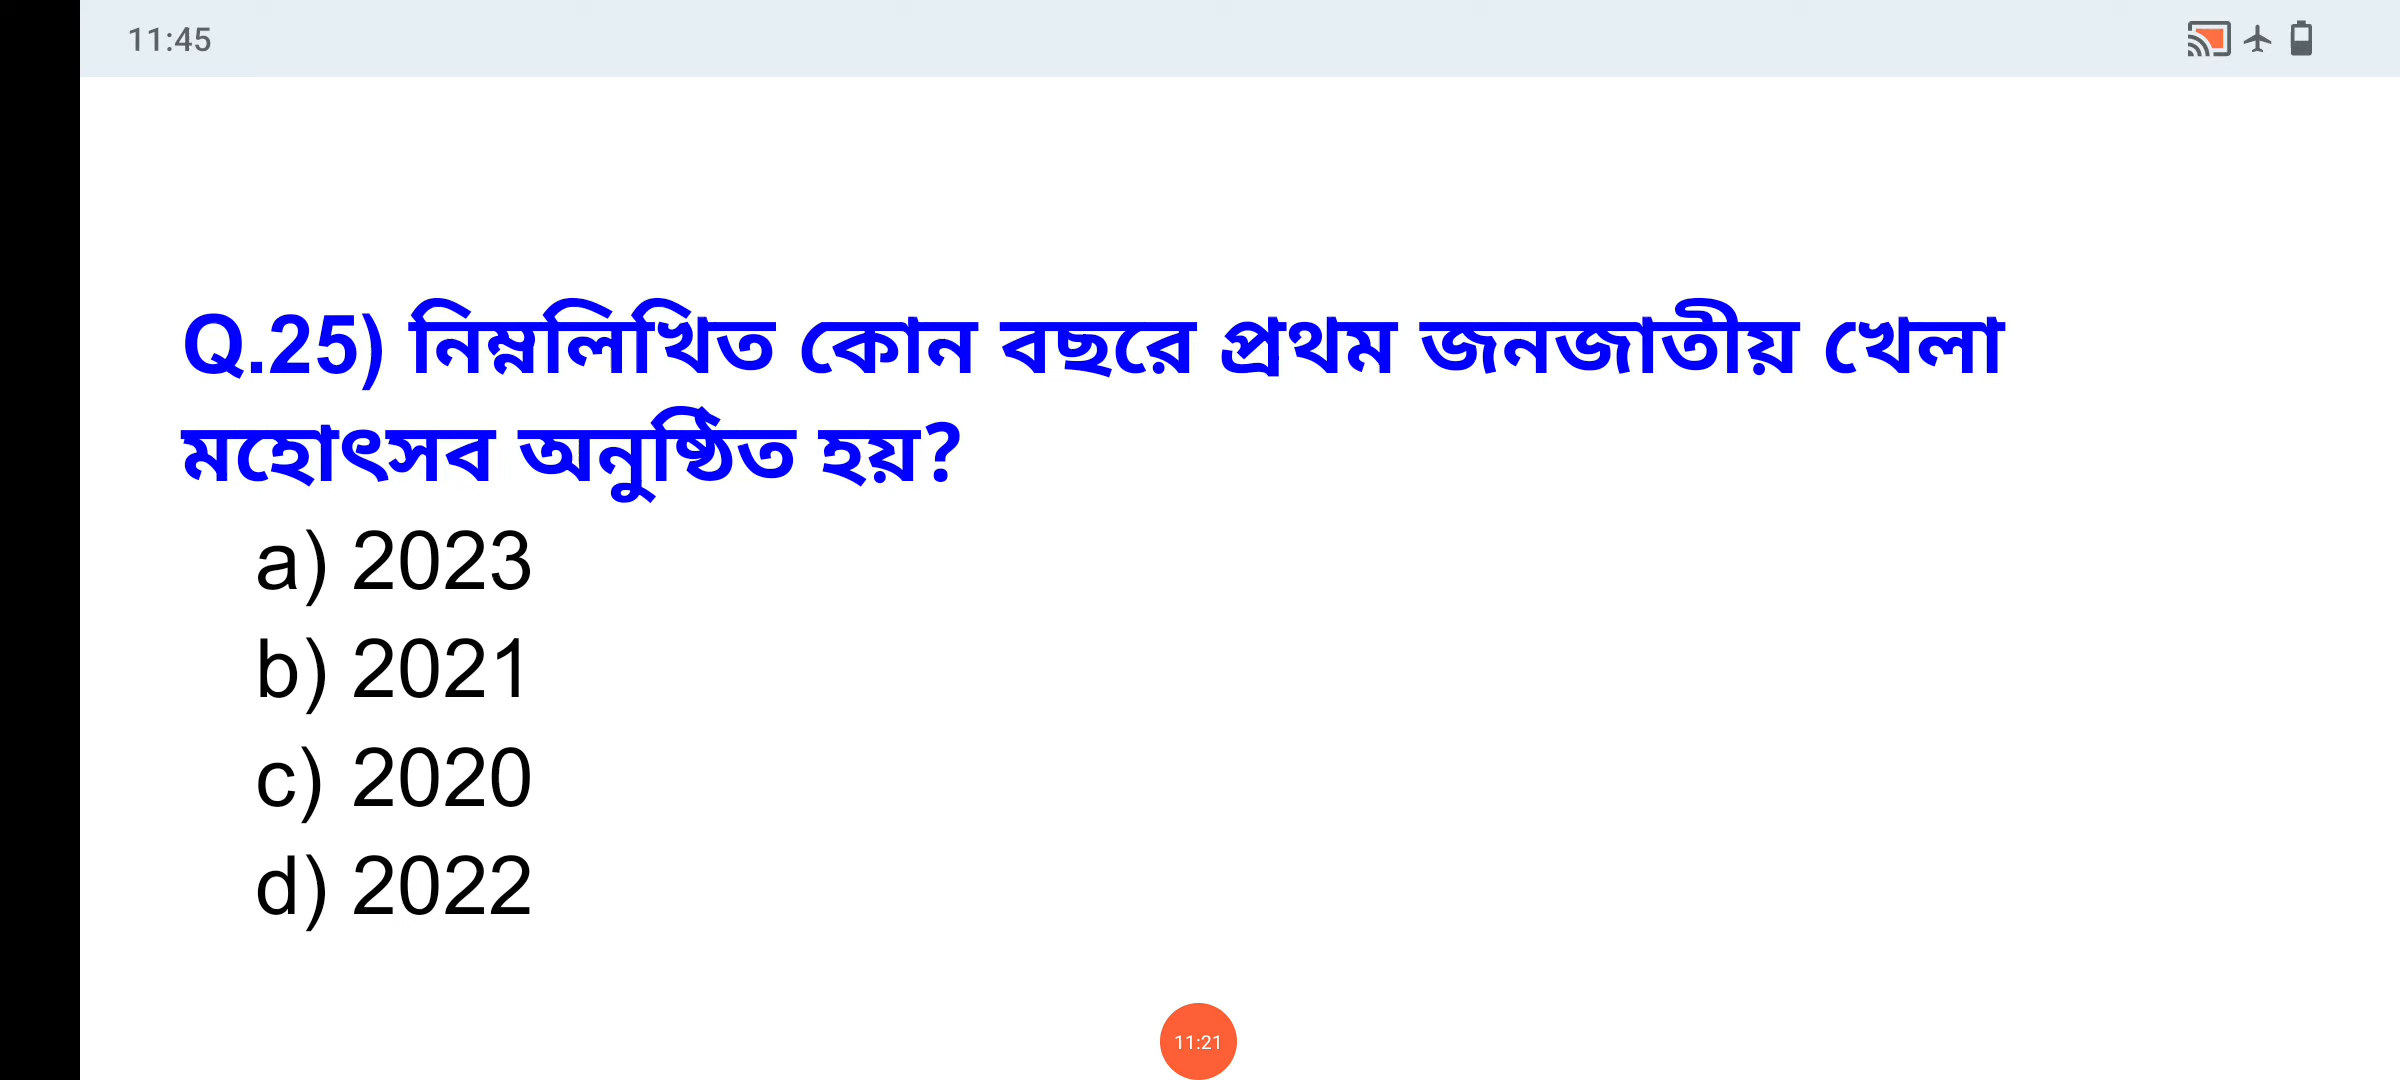 11:45
Q.25) নিম্নলিখিত কোন বছরে প্রথম জনজাতীয় খেলা
মহোৎসব অনুষ্ঠিত হয়?
a) 2023
b) 2021
c) 2020
d) 2022
11:21